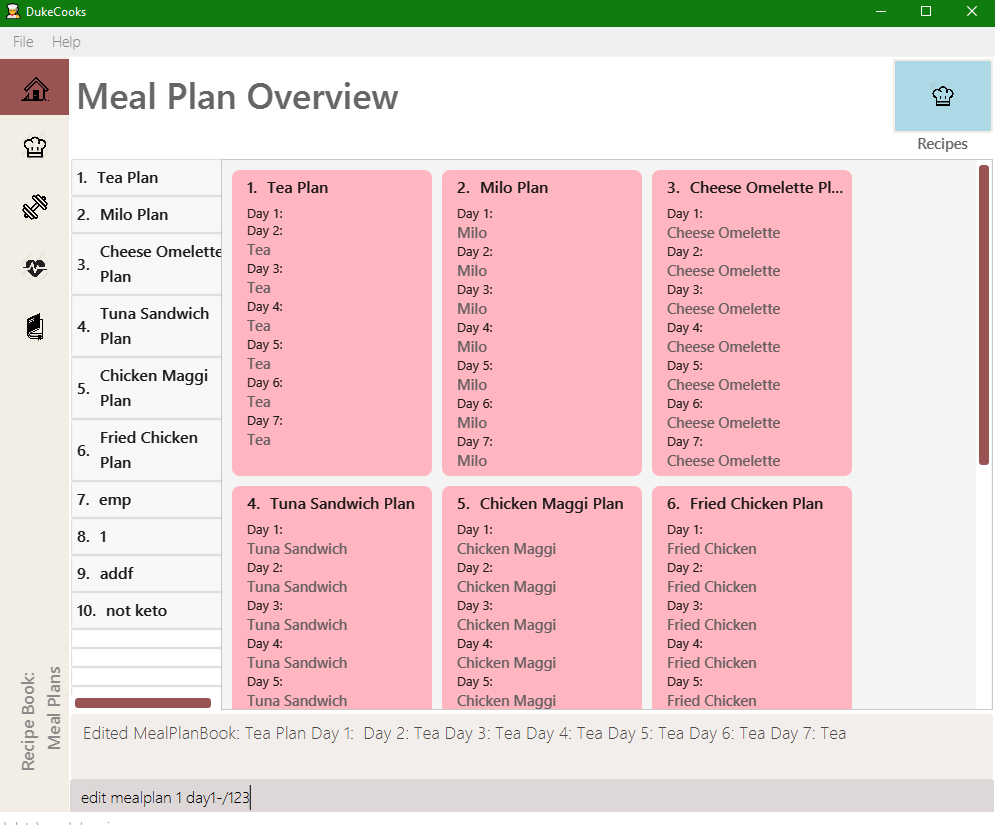 DukeCooks
File Help
Meal Plan Overview
Recipes
1. Tea Plan
2. Milo Plan
3. Cheese Omelette
Plan
4. Tuna Sandwich
Plan
5. Chicken Maggi
Plan
6. Fried Chicken
Plan
7. emp
8. 1
9. addf
10. not keto
1. Tea Plan
Day 1:
Day 2:
Tea
Day 3:
Tea
Day 4:
Tea
Day 5:
Tea
Day 6:
Tea
Day 7:
Tea
2. Milo Plan
Day 1:
Milo
Day 2:
Milo
Day 3:
Milo
Day 4:
Milo
Day 5:
Milo
Day 6:
Milo
Day 7:
Milo
3. Cheese Omelette Pl...
Day 1:
Cheese Omelette
Day 2:
Cheese Omelette
Day 3:
Cheese Omelette
Day 4:
Cheese Omelette
Day 5:
Cheese Omelette
Day 6:
Cheese Omelette
Day 7:
Cheese Omelette
4. Tuna Sandwich Plan
Day 1:
Tuna Sandwich
Day 2:
Tuna Sandwich
Day 3:
Tuna Sandwich
Day 4:
Tuna Sandwich
Day 5:
Tuna Sandwich
5. Chicken Maggi Plan
Day 1:
Chicken Maggi
Day 2:
Chicken Maggi
Day 3:
Chicken Maggi
Day 4:
Chicken Maggi
Day 5:
Chicken Maggi
6. Fried Chicken Plan
Day 1:
Fried Chicken
Day 2:
Fried Chicken
Day 3:
Fried Chicken
Day 4:
Fried Chicken
Day 5:
Fried Chicken
Recipe Book:
Meal Plans
Edited MealPlanBook: Tea Plan Day 1: Day 2: Tea Day 3: Tea Day 4: Tea Day 5: Tea Day 6: Tea Day 7: Tea
edit mealplan 1 day1-/123